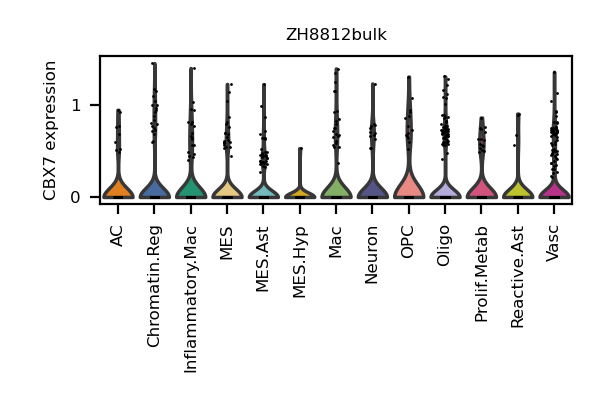 ZH8812bulk
CBX7 expression
1
0
AC
Chromatin.Reg
Inflammatory.Mac
MES
MES.Ast
MES.Hyp
Mac
Neuron
OPC
Oligo
Prolif.Metab
Reactive.Ast
Vasc